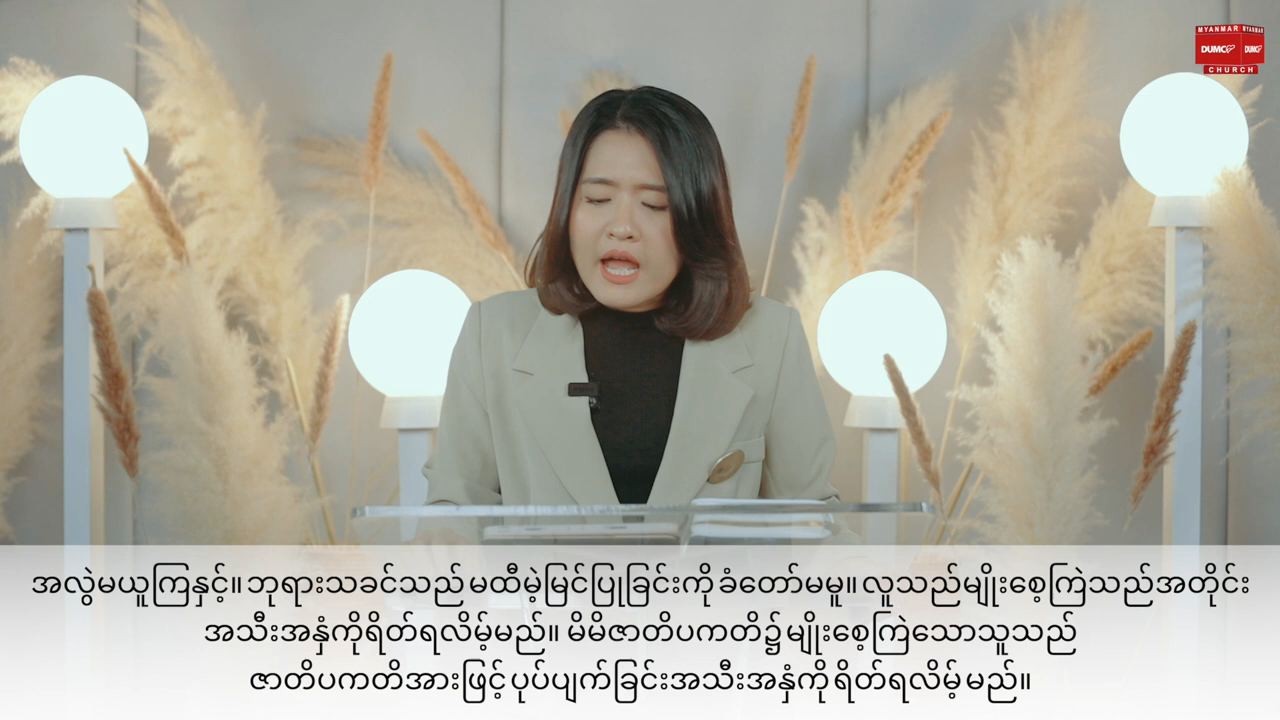 MYANMAR MYANMAR
DUMC DUMC
CHURCH
အလွဲမယူကြနှင့်။ ဘုရားသခင်သည် မထီမဲ့မြင်ပြုခြင်းကို ခံတော်မမူ။ လူသည်မျိုးစေ့ကြဲသည်အတိုင်း
အသီးအနှံကိုရိတ်ရလိမ့်မည်။ မိမိဇာတိပကတိ၌ မျိုးစေ့ကြဲသောသူသည်
ဇာတိပကတိအားဖြင့် ပုပ်ပျက်ခြင်းအသီးအနှံကို ရိတ်ရလိမ့် မည်။